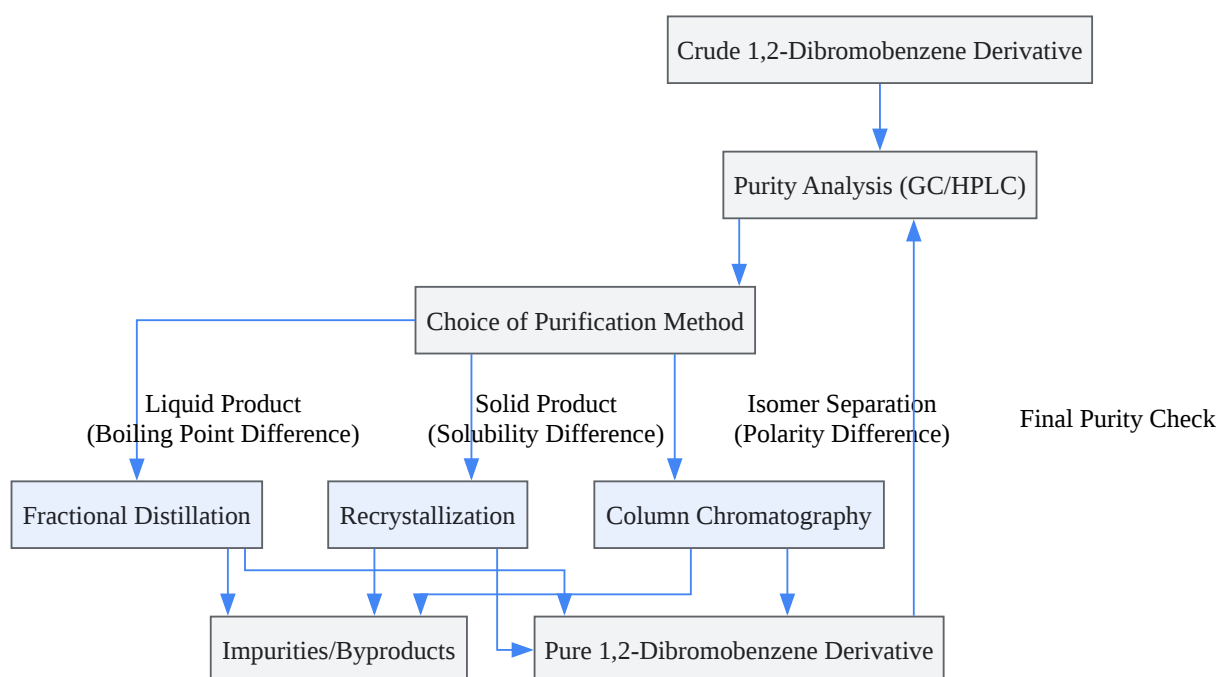 Crude 1,2-Dibromobenzene Derivative
Purity Analysis (GC/HPLC)
Choice of Purification Method
Liquid Product
(Boiling Point Difference)
Solid Product
(Solubility Difference)
Isomer Separation
(Polarity Difference)
Final Purity Check
Fractional Distillation
Recrystallization
Column Chromatography
Impurities/Byproducts
Pure 1,2-Dibromobenzene Derivative